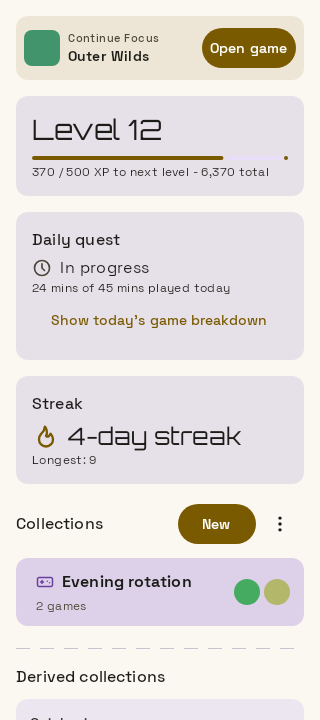 Continue Focus
Outer Wilds
Open game
Level 12
370 / 500 XP to next level - 6,370 total
Daily quest
In progress
24 mins of 45 mins played today
Show today's game breakdown
Streak
4-day streak
Longest: 9
Collections
New
Evening rotation
2 games
Derived collections